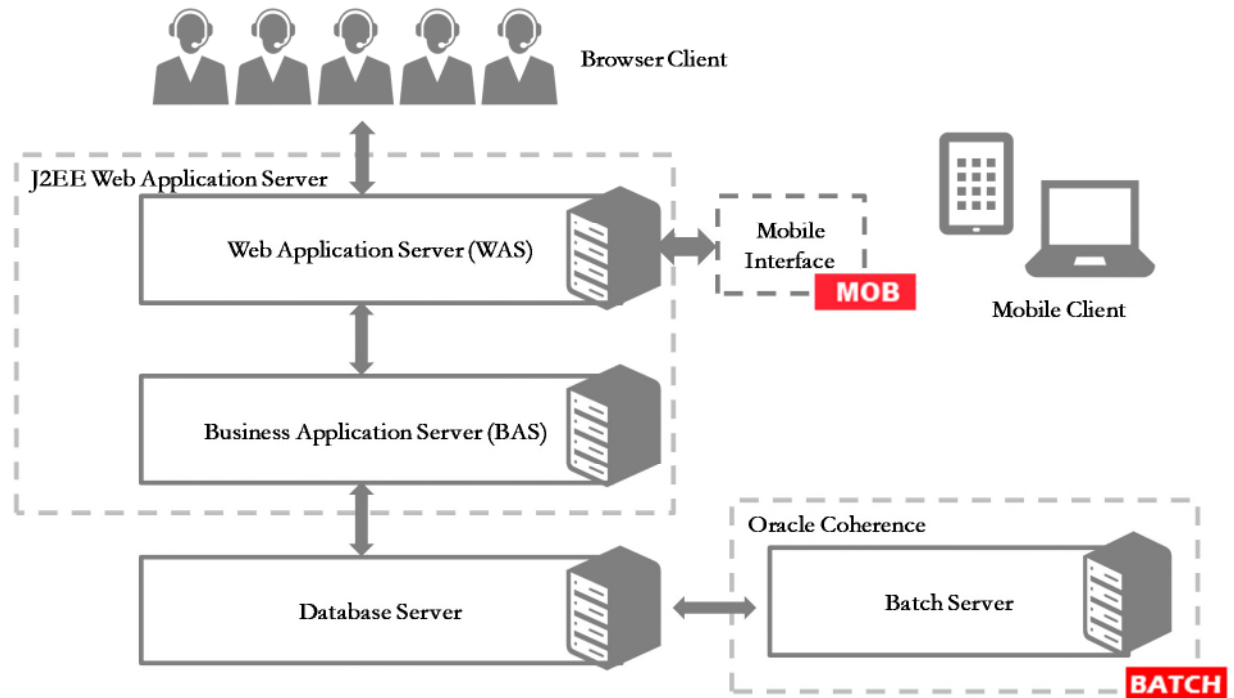 Browser Client
J2EE Web Application Server
Web Application Server (WAS)
Mobile
Interface
MOB
Mobile Client
Business Application Server (BAS)
Oracle Coherence
Database Server
Batch Server
BATCH